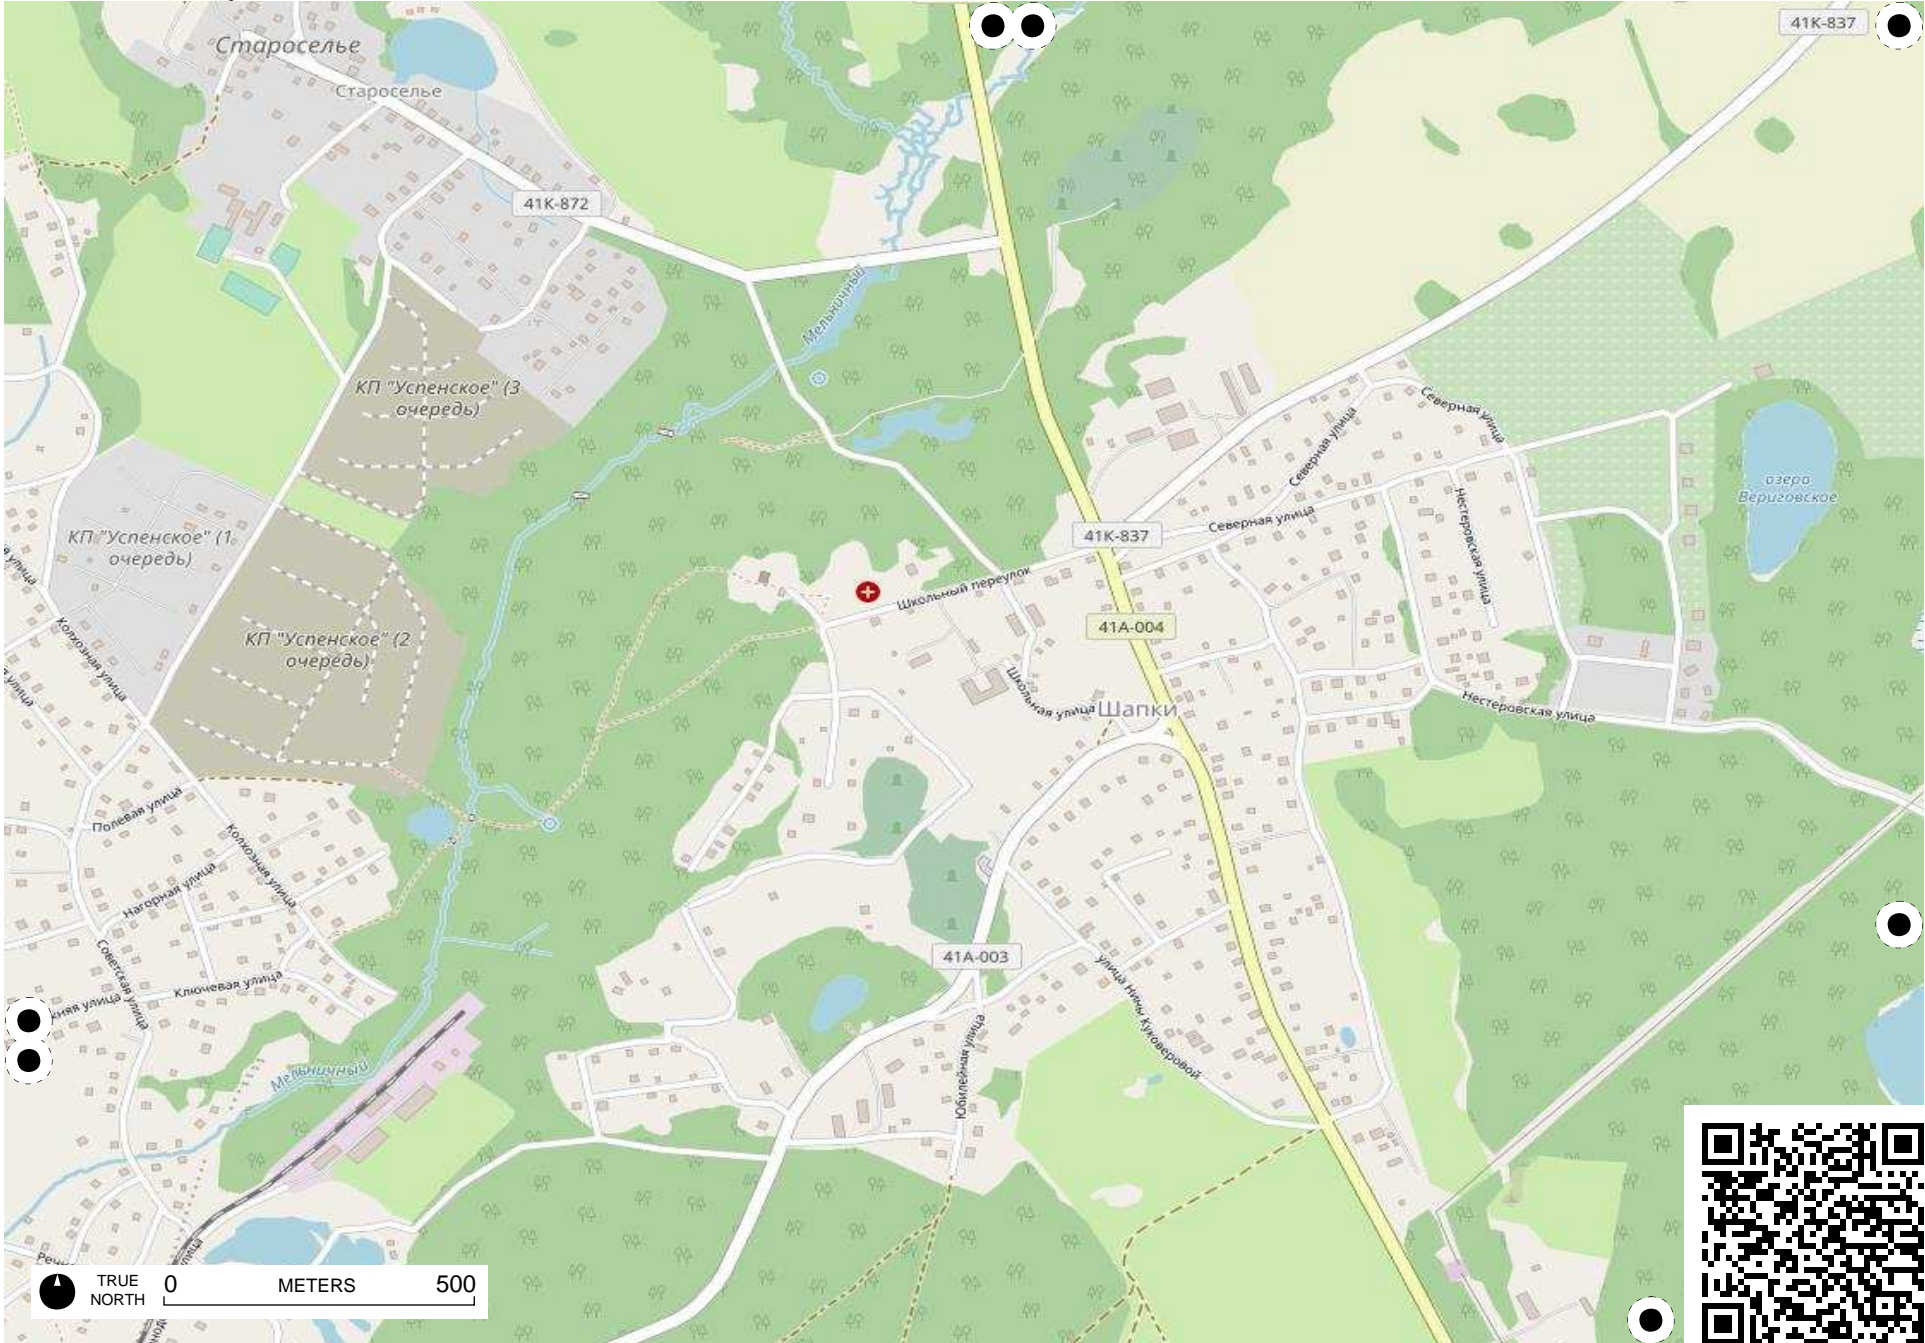 41K-837
Староселье
Староселье
41K-872
Мельничный
КП "Успенское" (3
очередь)
Северная улица
Северная улица
озеро
Вериговское
Нестеровская улица
Северная улица
41K-837
КП "Успенское" (1
очередь)
Школьный переулок
41A-004
КП "Успенское" (2
очередь)
Колхозная улица
Школьная улица
Шапки
Нестеровская улица
Полевая улица
Колхозная улица
Нагорная улица
41A-003
Советская улица
Ключевая улица
улица Нины Куковеровой
Юбилейная улица
Мельничный
TRUE
NORTH
0 METERS 500